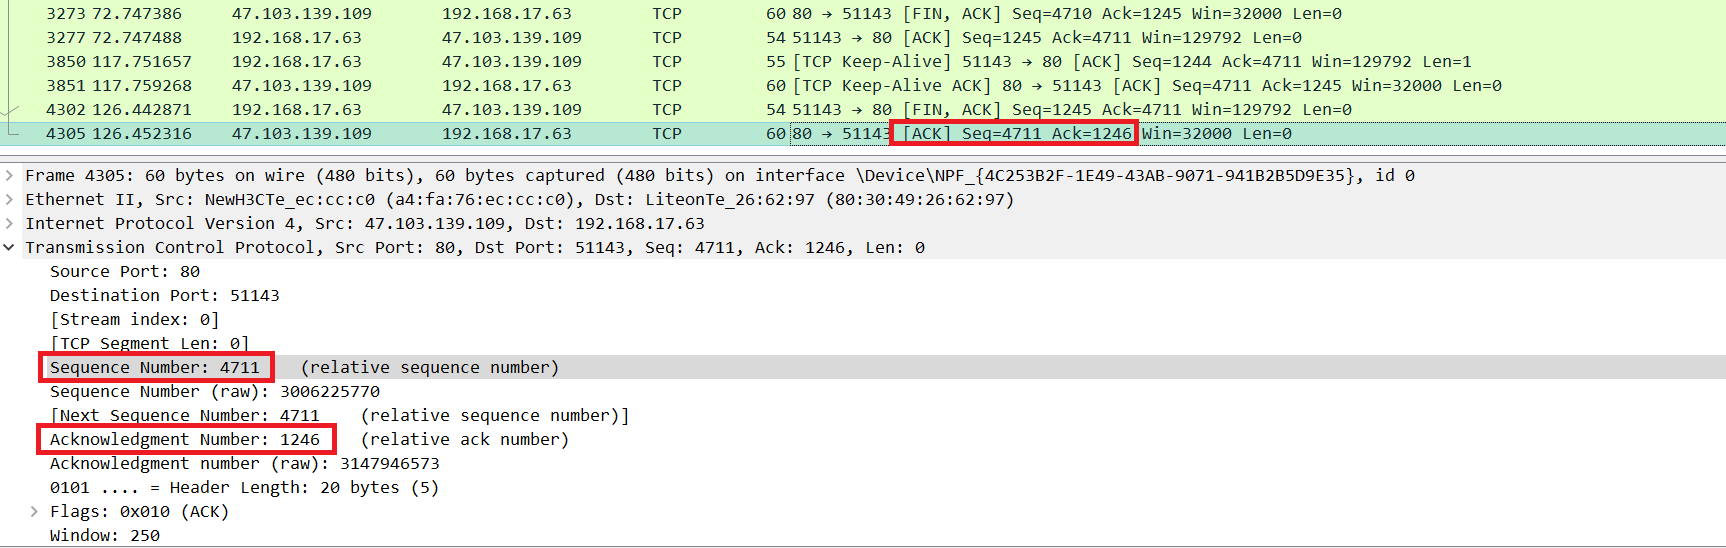 3273 72.747386 47.103.139.109 192.168.17.63 TCP 60 80 → 51143 [FIN, ACK] Seq=4710 Ack=1245 Win=32000 Len=0
3277 72.747488 192.168.17.63 47.103.139.109 TCP 54 51143 → 80 [ACK] Seq=1245 Ack=4711 Win=129792 Len=0
3850 117.751657 192.168.17.63 47.103.139.109 TCP 55 [TCP Keep-Alive] 51143 → 80 [ACK] Seq=1244 Ack=4711 Win=129792 Len=1
3851 117.759268 47.103.139.109 192.168.17.63 TCP 60 [TCP Keep-Alive ACK] 80 → 51143 [ACK] Seq=4711 Ack=1245 Win=32000 Len=0
4302 126.442871 192.168.17.63 47.103.139.109 TCP 54 51143 → 80 [FIN, ACK] Seq=1245 Ack=4711 Win=129792 Len=0
4305 126.452316 47.103.139.109 192.168.17.63 TCP 60 80 → 51143 [ACK] Seq=4711 Ack=1246 Win=32000 Len=0
Frame 4305: 60 bytes on wire (480 bits), 60 bytes captured (480 bits) on interface \Device\NPF_{4C253B2F-1E49-43AB-9071-941B2B5D9E35}, id 0
Ethernet II, Src: NewH3CTe_ec:cc:c0 (a4:fa:76:ec:cc:c0), Dst: LiteonTe_26:62:97 (80:30:49:26:62:97)
Internet Protocol Version 4, Src: 47.103.139.109, Dst: 192.168.17.63
Transmission Control Protocol, Src Port: 80, Dst Port: 51143, Seq: 4711, Ack: 1246, Len: 0
Source Port: 80
Destination Port: 51143
[Stream index: 0]
[TCP Segment Len: 0]
Sequence Number: 4711 (relative sequence number)
Sequence Number (raw): 3006225770
[Next Sequence Number: 4711 (relative sequence number)]
Acknowledgment Number: 1246 (relative ack number)
Acknowledgment number (raw): 3147946573
0101 .... = Header Length: 20 bytes (5)
Flags: 0x010 (ACK)
Window: 250